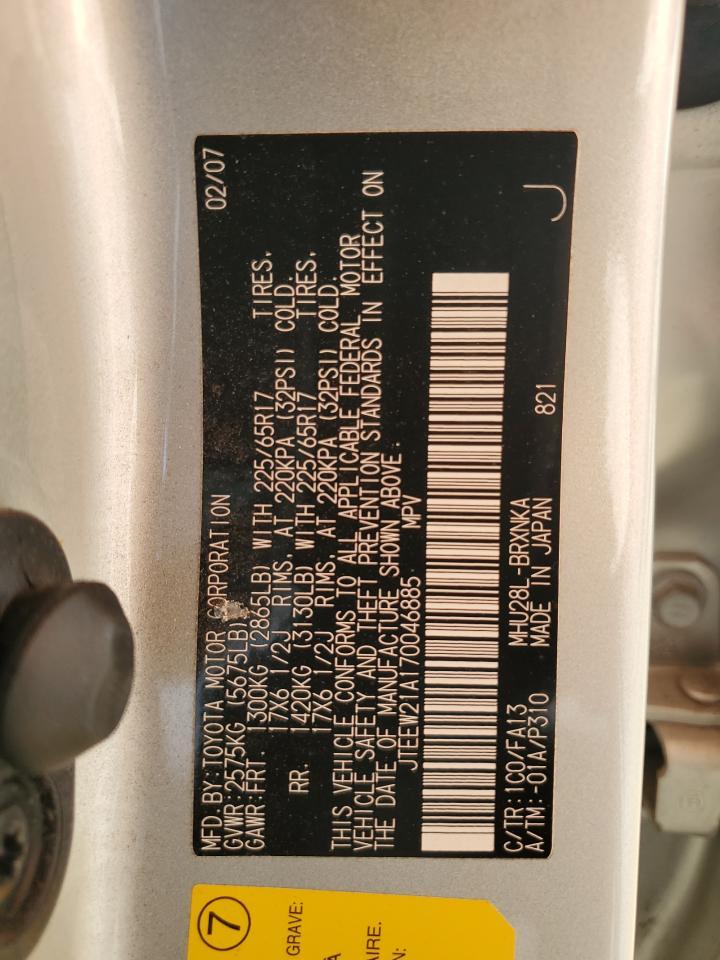 MFD. BY: TOYOTA MOTOR CORPORATION 02/07
GVWR: 2575KG (5675LB)
GAWR: FRT. 1300KG (2865LB) WITH 225/65R17 TIRES,
17X6 1/2J RIMS, AT 220KPA (32PSI) COLD.
RR. 1420KG (3130LB) WITH 225/65R17 TIRES,
17X6 1/2J RIMS, AT 220KPA (32PSI) COLD.
THIS VEHICLE CONFORMS TO ALL APPLICABLE FEDERAL MOTOR
VEHICLE SAFETY AND THEFT PREVENTION STANDARDS IN EFFECT ON
THE DATE OF MANUFACTURE SHOWN ABOVE.
JTEEW21A170046885 MPV
C/TR: 1C0/FA13 MHU28L-BRXNKA
A/TM: -01A/P310 MADE IN JAPAN 821 J
7
GRAVE:
AIRE.
N: